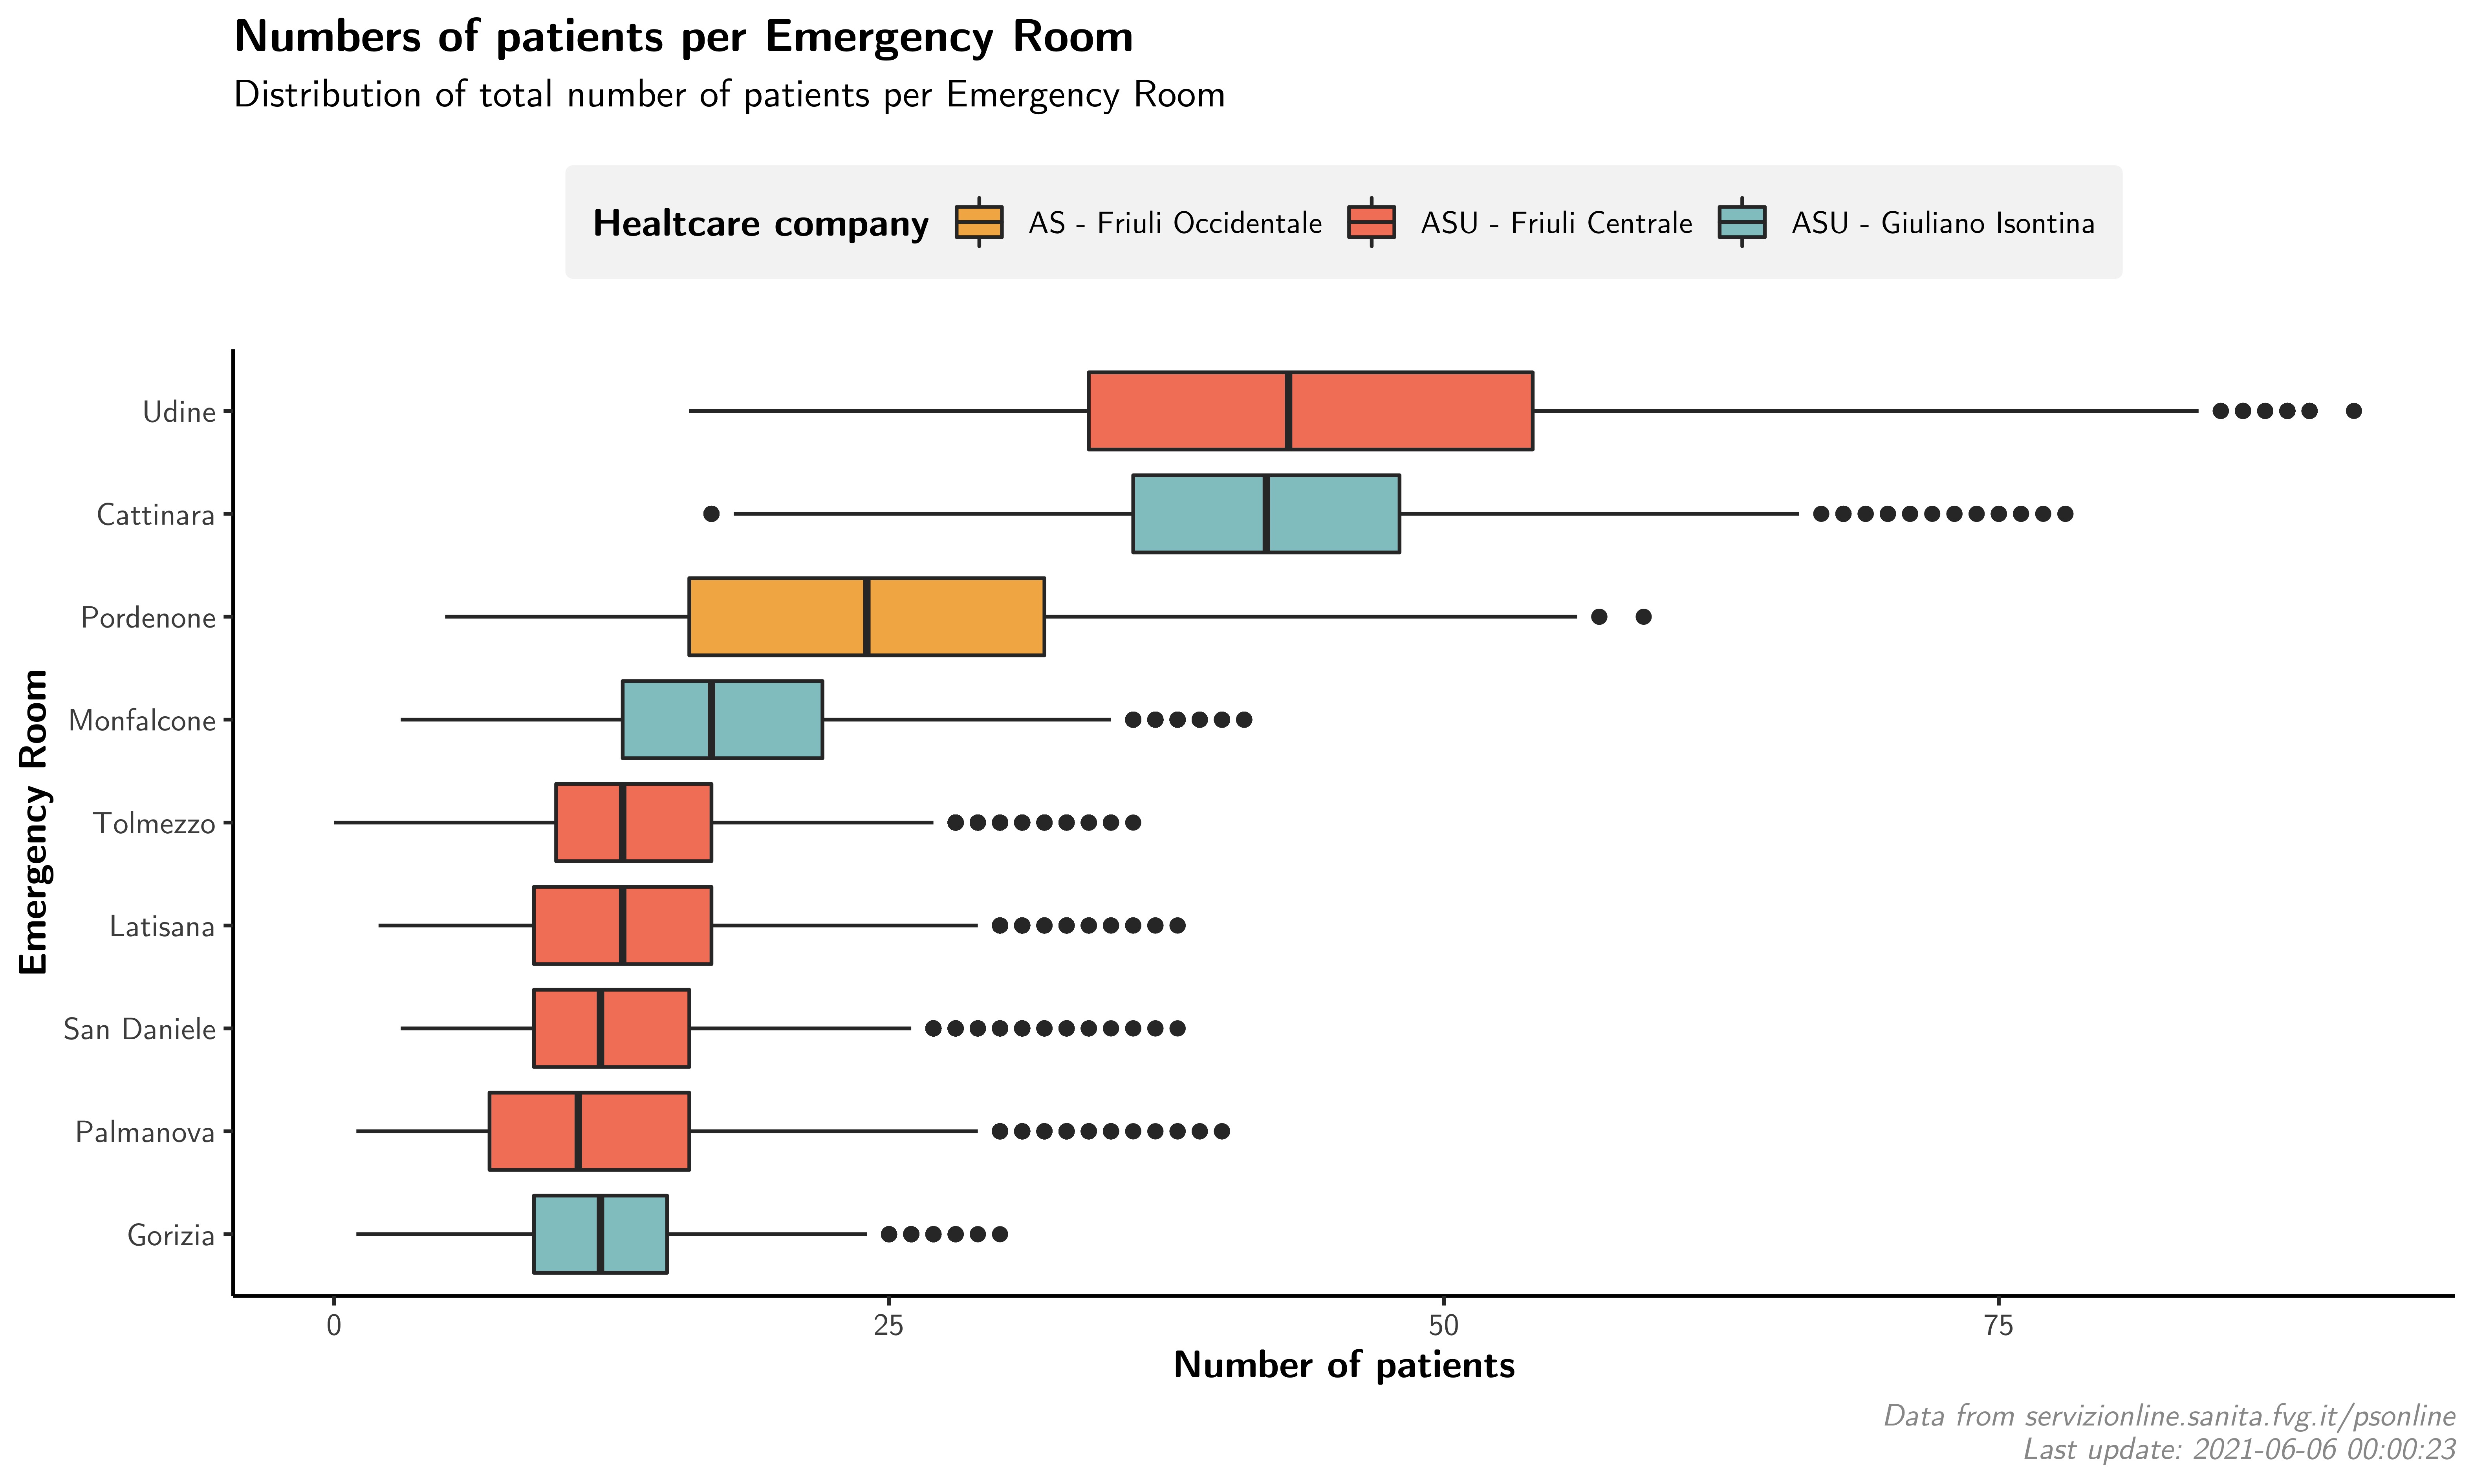 Numbers of patients per Emergency Room
Distribution of total number of patients per Emergency Room
Healtcare company AS - Friuli Occidentale ASU - Friuli Centrale ASU - Giuliano Isontina
Emergency Room
Udine
Cattinara
Pordenone
Monfalcone
Tolmezzo
Latisana
San Daniele
Palmanova
Gorizia
0 25 50 75
Number of patients
Data from servizionline.sanita.fvg.it/psonline
Last update: 2021-06-06 00:00:23